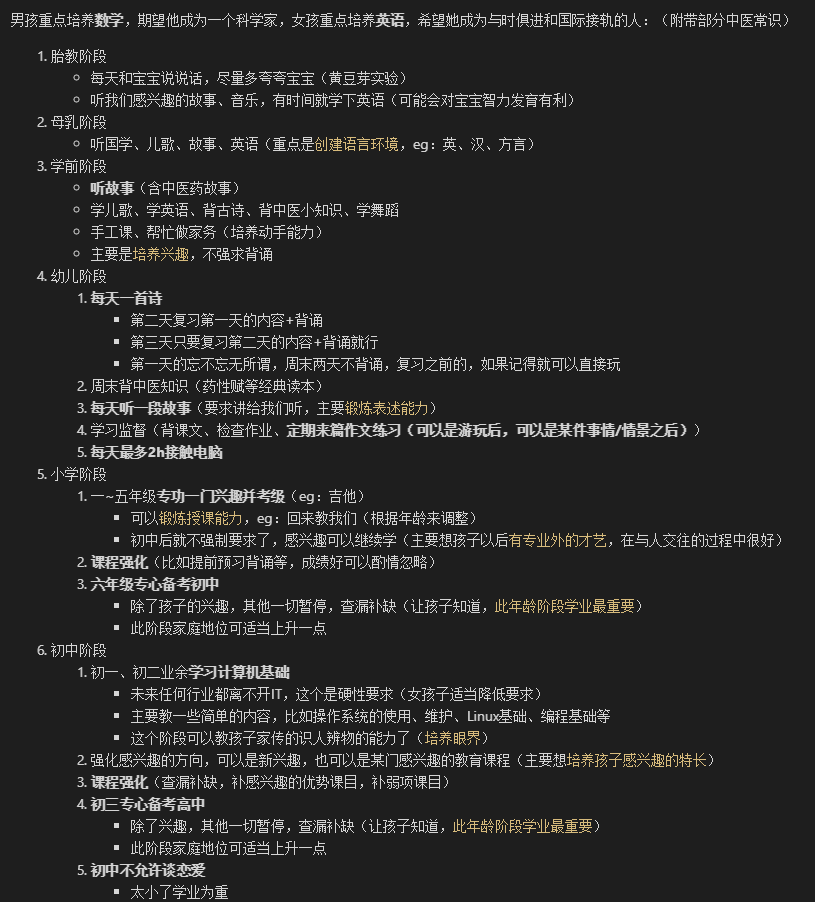 男孩重点培养数学，期望他成为一个科学家，女孩重点培养英语，希望她成为与时俱进和国际接轨的人：（附带部分中医常识）
1. 胎教阶段
每天和宝宝说说话，尽量多夸夸宝宝（黄豆芽实验）
听我们感兴趣的故事、音乐，有时间就学下英语（可能会对宝宝智力发育有利）
2. 母乳阶段
听国学、儿歌、故事、英语（重点是创建语言环境，eg：英、汉、方言）
3. 学前阶段
听故事（含中医药故事）
学儿歌、学英语、背古诗、背中医小知识、学舞蹈
手工课、帮忙做家务（培养动手能力）
主要是培养兴趣，不强求背诵
4. 幼儿阶段
1. 每天一首诗
第二天复习第一天的内容+背诵
第三天只要复习第二天的内容+背诵就行
第一天的忘不忘无所谓，周末两天不背诵，复习之前的，如果记得就可以直接玩
2. 周末背中医知识（药性赋等经典读本）
3. 每天听一段故事（要求讲给我们听，主要锻炼表述能力）
4. 学习监督（背课文、检查作业、定期来篇作文练习（可以是游玩后，可以是某件事情/情景之后））
5. 每天最多2h接触电脑
5. 小学阶段
1. 一~五年级专功一门兴趣并考级（eg：吉他）
可以锻炼授课能力，eg：回来教我们（根据年龄来调整）
初中后就不强制要求了，感兴趣可以继续学（主要想孩子以后有专业外的才艺，在与人交往的过程中很好）
2. 课程强化（比如提前预习背诵等，成绩好可以酌情忽略）
3. 六年级专心备考初中
除了孩子的兴趣，其他一切暂停，查漏补缺（让孩子知道，此年龄阶段学业最重要）
此阶段家庭地位可适当上升一点
6. 初中阶段
1. 初一、初二业余学习计算机基础
未来任何行业都离不开IT，这个是硬性要求（女孩子适当降低要求）
主要教一些简单的内容，比如操作系统的使用、维护、Linux基础、编程基础等
这个阶段可以教孩子家传的识人辨物的能力了（培养眼界）
2. 强化感兴趣的方向，可以是新兴趣，也可以是某门感兴趣的教育课程（主要想培养孩子感兴趣的特长）
3. 课程强化（查漏补缺，补感兴趣的优势课目，补弱项课目）
4. 初三专心备考高中
除了兴趣，其他一切暂停，查漏补缺（让孩子知道，此年龄阶段学业最重要）
此阶段家庭地位可适当上升一点
5. 初中不允许谈恋爱
太小了学业为重